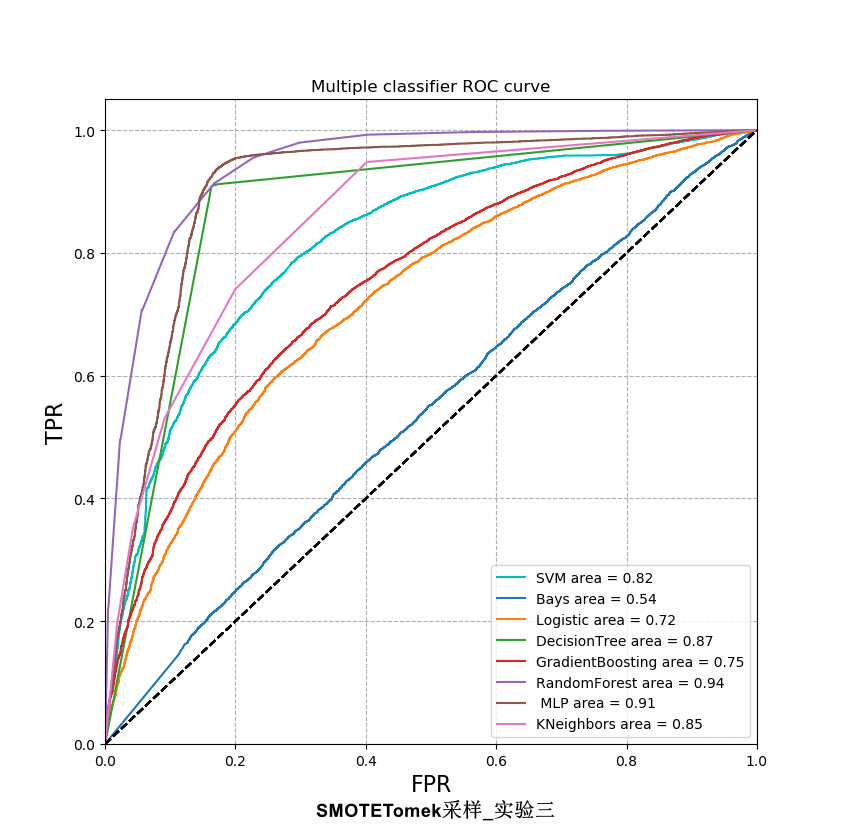 Multiple classifier ROC curve
TPR
1.0
0.8
0.6
0.4
0.2
0.0
SVM area = 0.82
Bays area = 0.54
Logistic area = 0.72
DecisionTree area = 0.87
GradientBoosting area = 0.75
RandomForest area = 0.94
MLP area = 0.91
KNeighbors area = 0.85
0.0 0.2 0.4 0.6 0.8 1.0
FPR
SMOTETomek采样_实验三